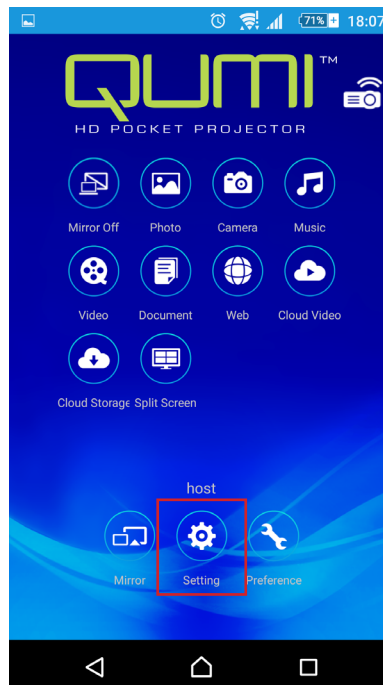 71% 18:07
QUMI™
HD POCKET PROJECTOR
Mirror Off Photo Camera Music
Video Document Web Cloud Video
Cloud Storage Split Screen
host
Mirror Setting Preference